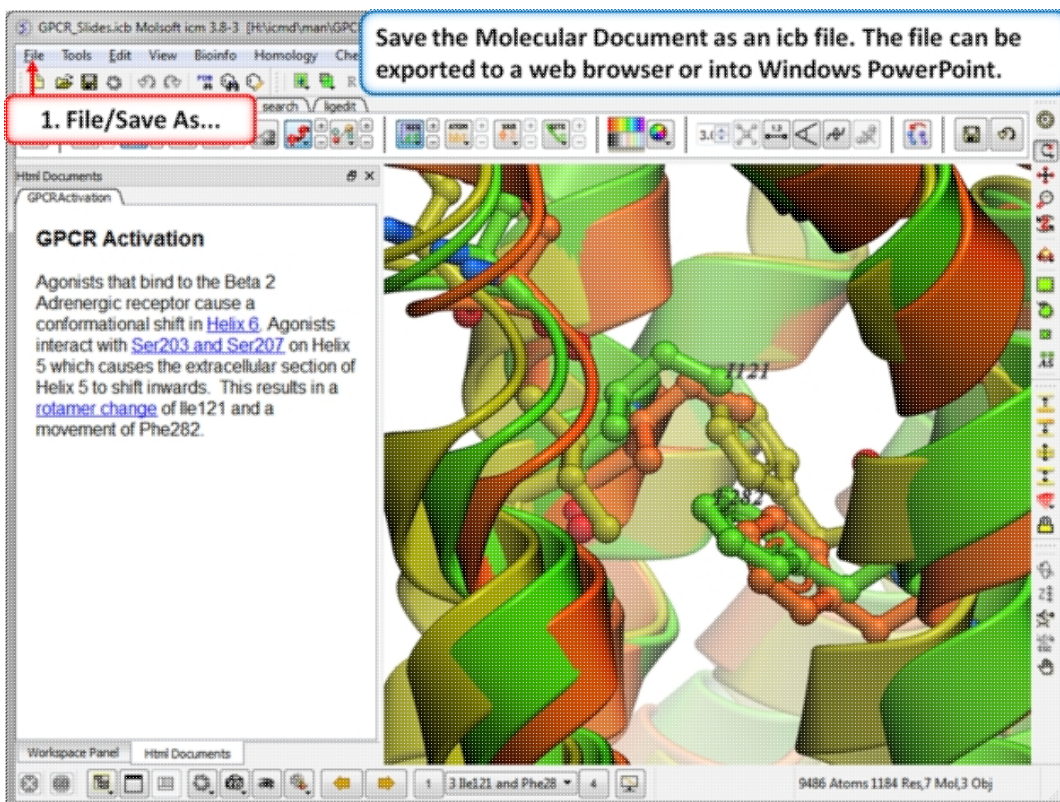 GPCR_Slides.icb Molsoft icm 3.8-3 [H:\icmd\man\GPC
Save the Molecular Document as an icb file. The file can be
exported to a web browser or into Windows PowerPoint.
File Tools Edit View Bioinfo Homology Che
1. File/Save As...
search ligedit
Html Documents
GPCRActivation
GPCR Activation
Agonists that bind to the Beta 2
Adrenergic receptor cause a
conformational shift in Helix 6. Agonists
interact with Ser203 and Ser207 on Helix
5 which causes the extracellular section of
Helix 5 to shift inwards. This results in a
rotamer change of Ile121 and a
movement of Phe282.
I121
Workspace Panel Html Documents
1 3 Ile121 and Phe28 4
9486 Atoms 1184 Res,7 Mol,3 Obj